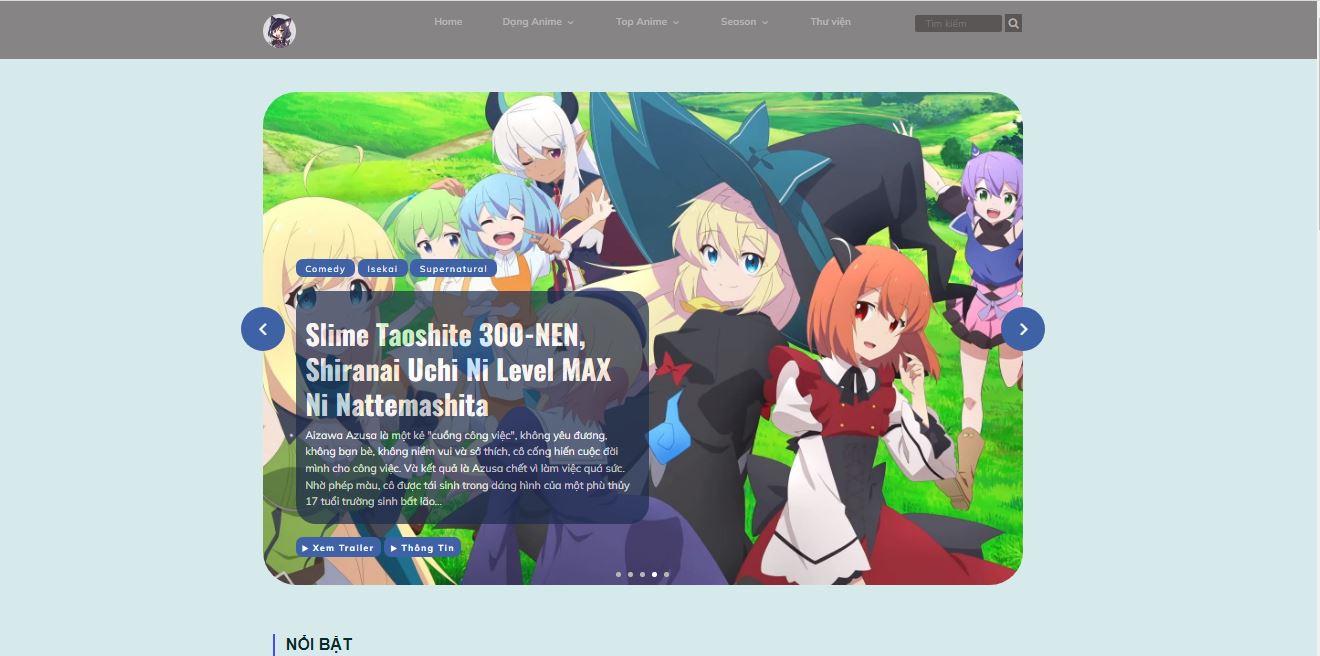 Home Dạng Anime Top Anime Season Thư viện Tìm kiếm
Comedy Isekai Supernatural
Slime Taoshite 300-NEN,
Shiranai Uchi Ni Level MAX
Ni Nattemashita
Aizawa Azusa là một kẻ "cuồng công việc", không yêu đương,
không bạn bè, không niềm vui và sở thích, cô cống hiến cuộc đời
mình cho công việc. Và kết quả là Azusa chết vì làm việc quá sức.
Nhờ phép màu, cô được tái sinh trong dáng hình của một phù thủy
17 tuổi trường sinh bất lão...
▶ Xem Trailer ▶ Thông Tin
NỔI BẬT